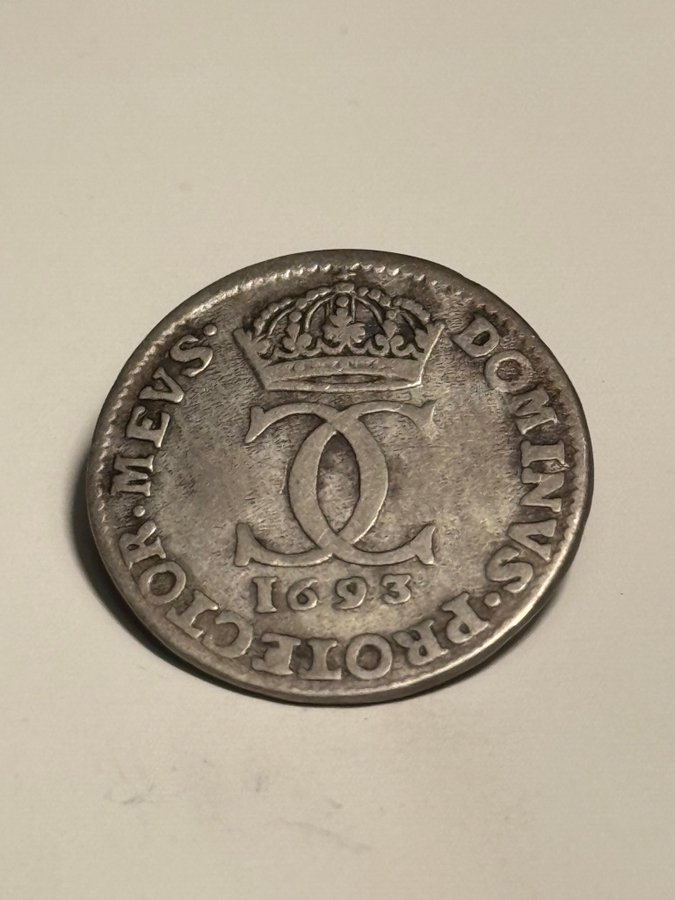 DOMINVS · PROTECTOR · MEVS ·
1693